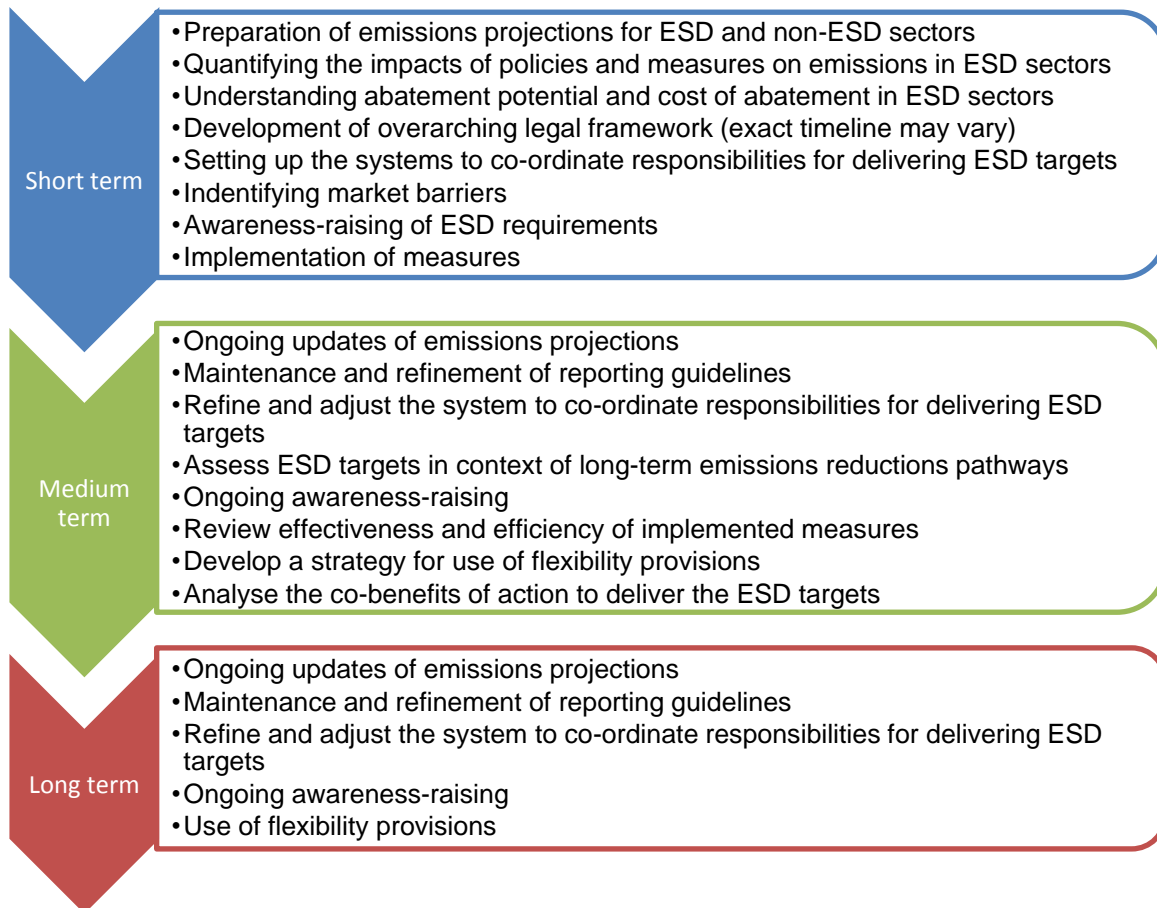 Short term
•Preparation of emissions projections for ESD and non-ESD sectors
•Quantifying the impacts of policies and measures on emissions in ESD sectors
•Understanding abatement potential and cost of abatement in ESD sectors
•Development of overarching legal framework (exact timeline may vary)
•Setting up the systems to co-ordinate responsibilities for delivering ESD targets
•Indentifying market barriers
•Awareness-raising of ESD requirements
•Implementation of measures
Medium
term
•Ongoing updates of emissions projections
•Maintenance and refinement of reporting guidelines
•Refine and adjust the system to co-ordinate responsibilities for delivering ESD
targets
•Assess ESD targets in context of long-term emissions reductions pathways
•Ongoing awareness-raising
•Review effectiveness and efficiency of implemented measures
•Develop a strategy for use of flexibility provisions
•Analyse the co-benefits of action to deliver the ESD targets
Long term
•Ongoing updates of emissions projections
•Maintenance and refinement of reporting guidelines
•Refine and adjust the system to co-ordinate responsibilities for delivering ESD
targets
•Ongoing awareness-raising
•Use of flexibility provisions